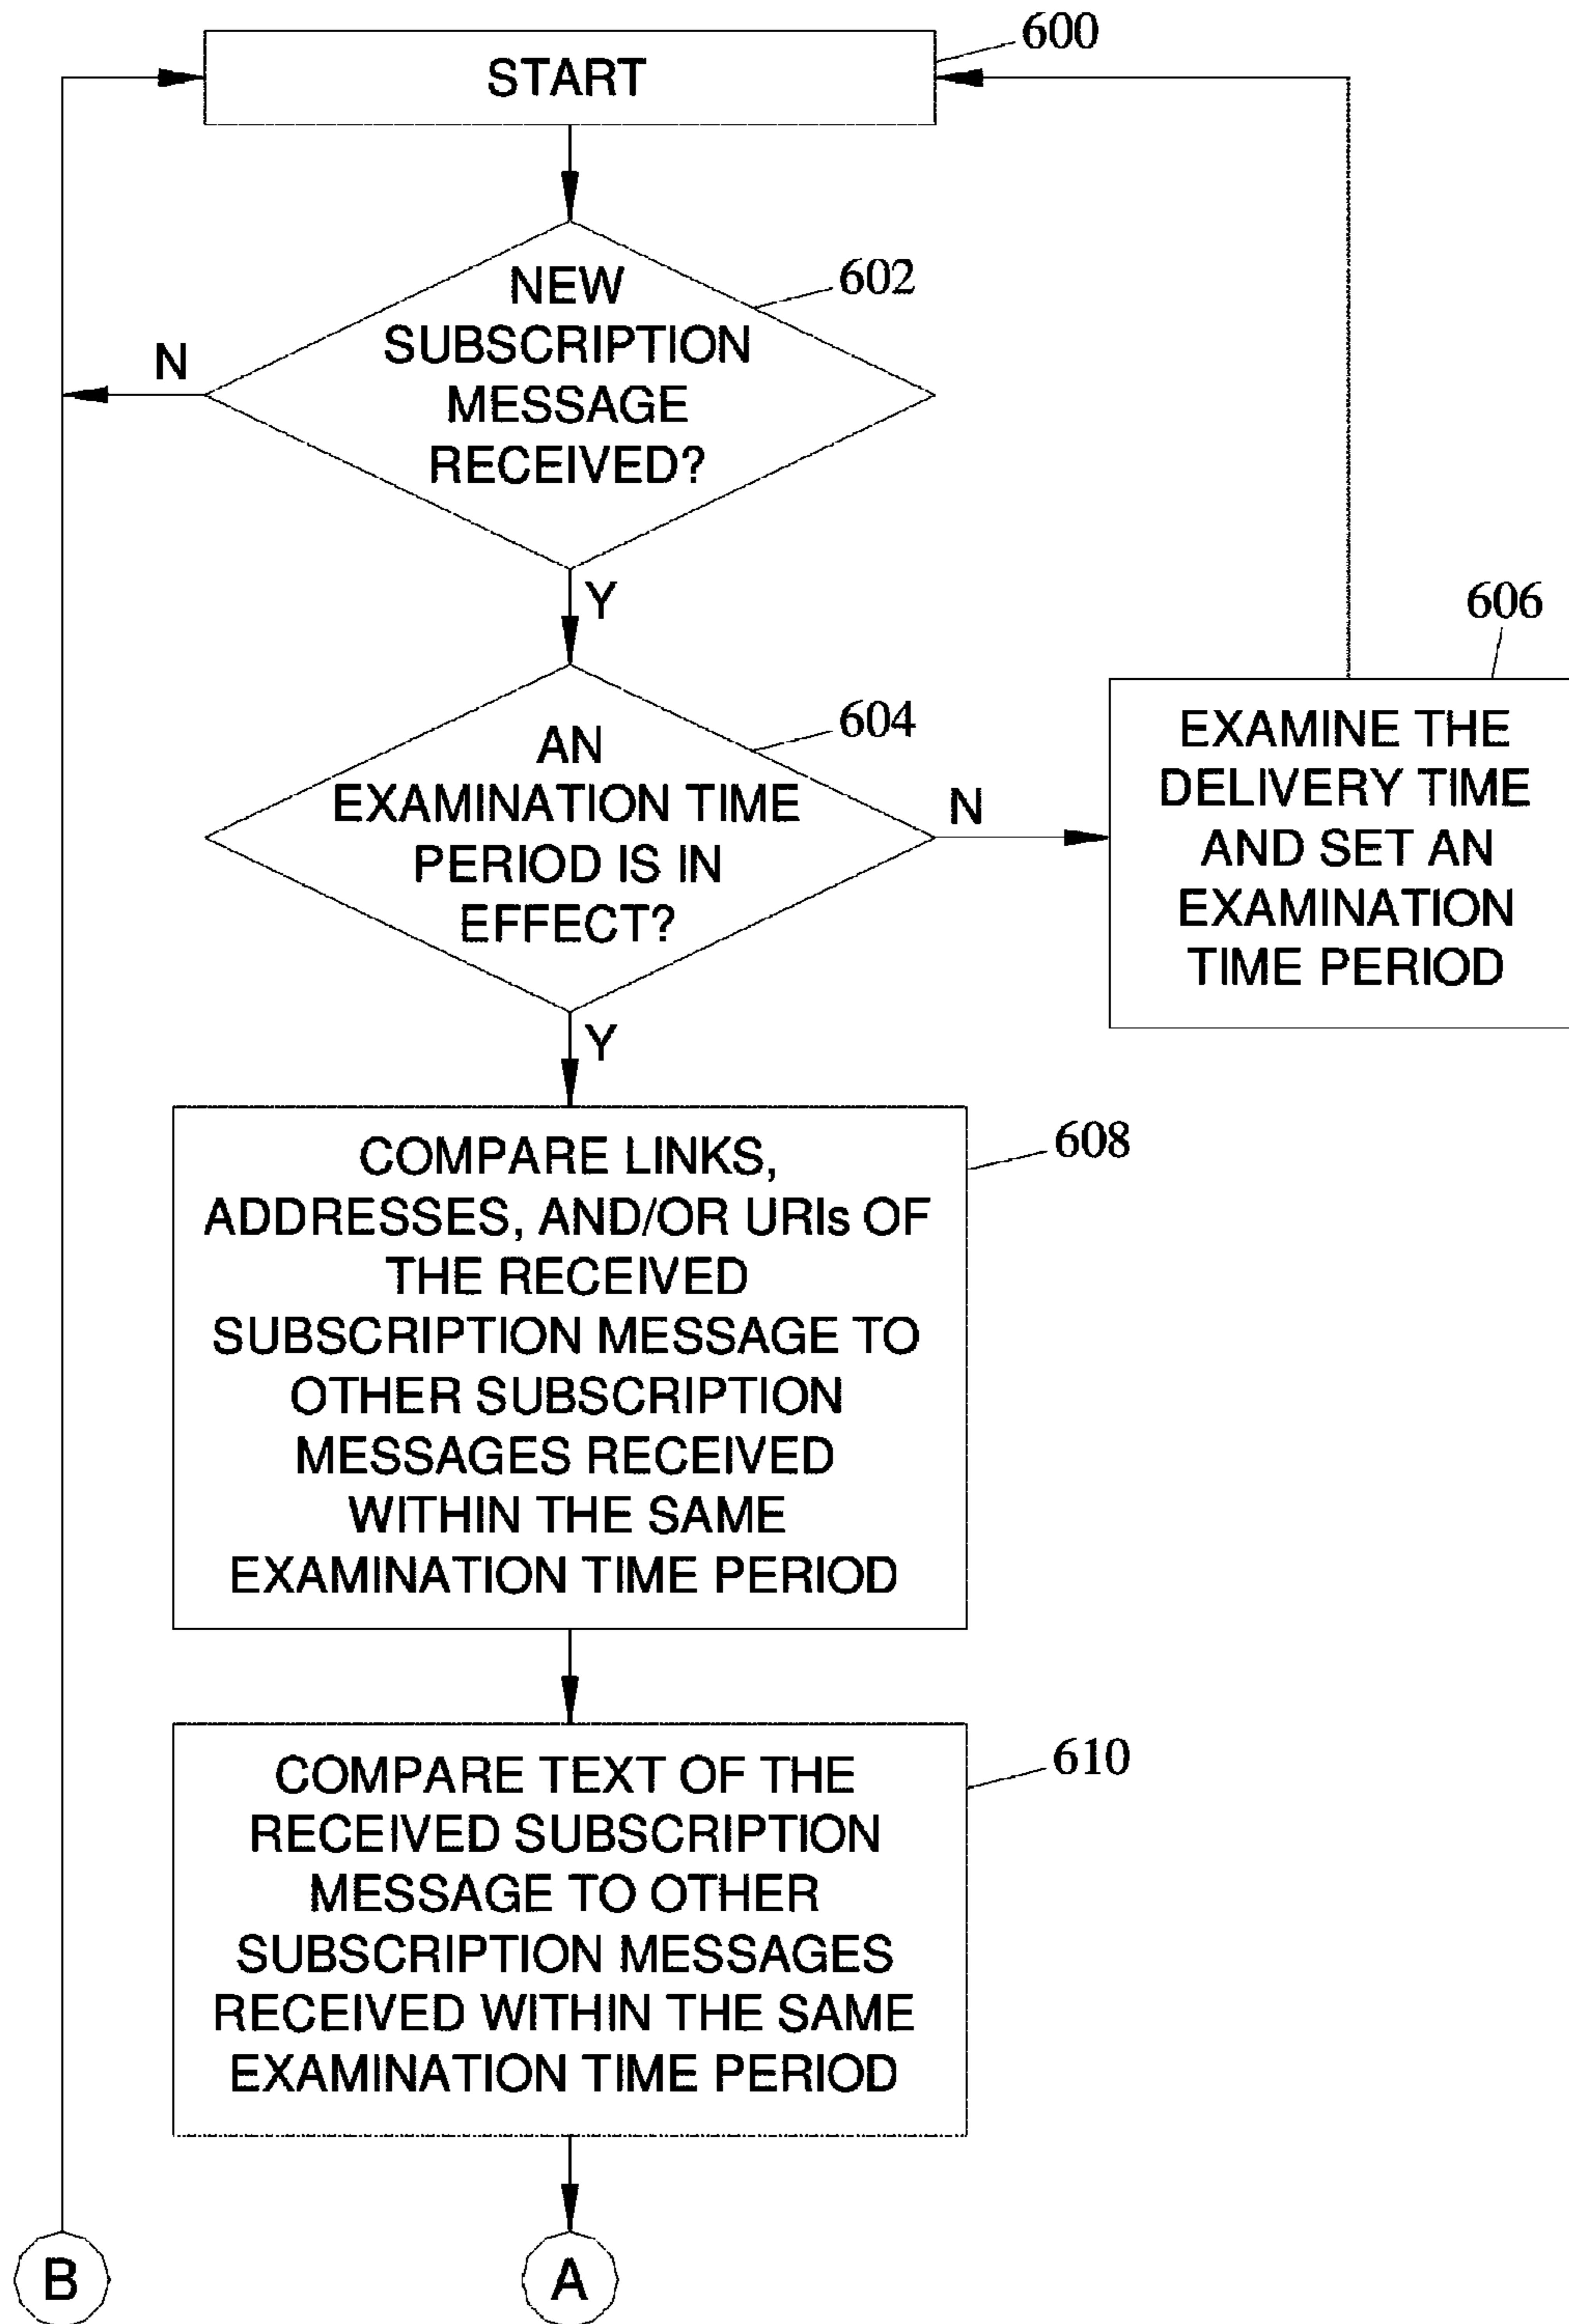 600
START
602
NEW
SUBSCRIPTION
MESSAGE
RECEIVED?
N
Y
604
AN
EXAMINATION TIME
PERIOD IS IN
EFFECT?
N
606
EXAMINE THE
DELIVERY TIME
AND SET AN
EXAMINATION
TIME PERIOD
Y
608
COMPARE LINKS,
ADDRESSES, AND/OR URIs OF
THE RECEIVED
SUBSCRIPTION MESSAGE TO
OTHER SUBSCRIPTION
MESSAGES RECEIVED
WITHIN THE SAME
EXAMINATION TIME PERIOD
610
COMPARE TEXT OF THE
RECEIVED SUBSCRIPTION
MESSAGE TO OTHER
SUBSCRIPTION MESSAGES
RECEIVED WITHIN THE SAME
EXAMINATION TIME PERIOD
B
A